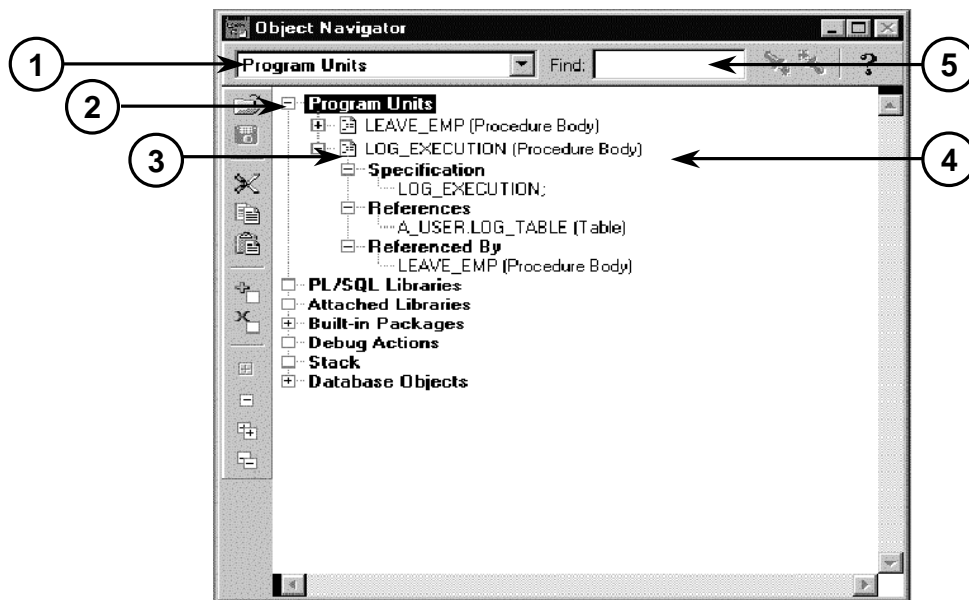 Object Navigator
1
Program Units
Find:
5
?
2
Program Units
LEAVE_EMP (Procedure Body)
3
LOG_EXECUTION (Procedure Body)
4
Specification
LOG_EXECUTION;
References
A_USER.LOG_TABLE (Table)
Referenced By
LEAVE_EMP (Procedure Body)
PL/SQL Libraries
Attached Libraries
Built-in Packages
Debug Actions
Stack
Database Objects